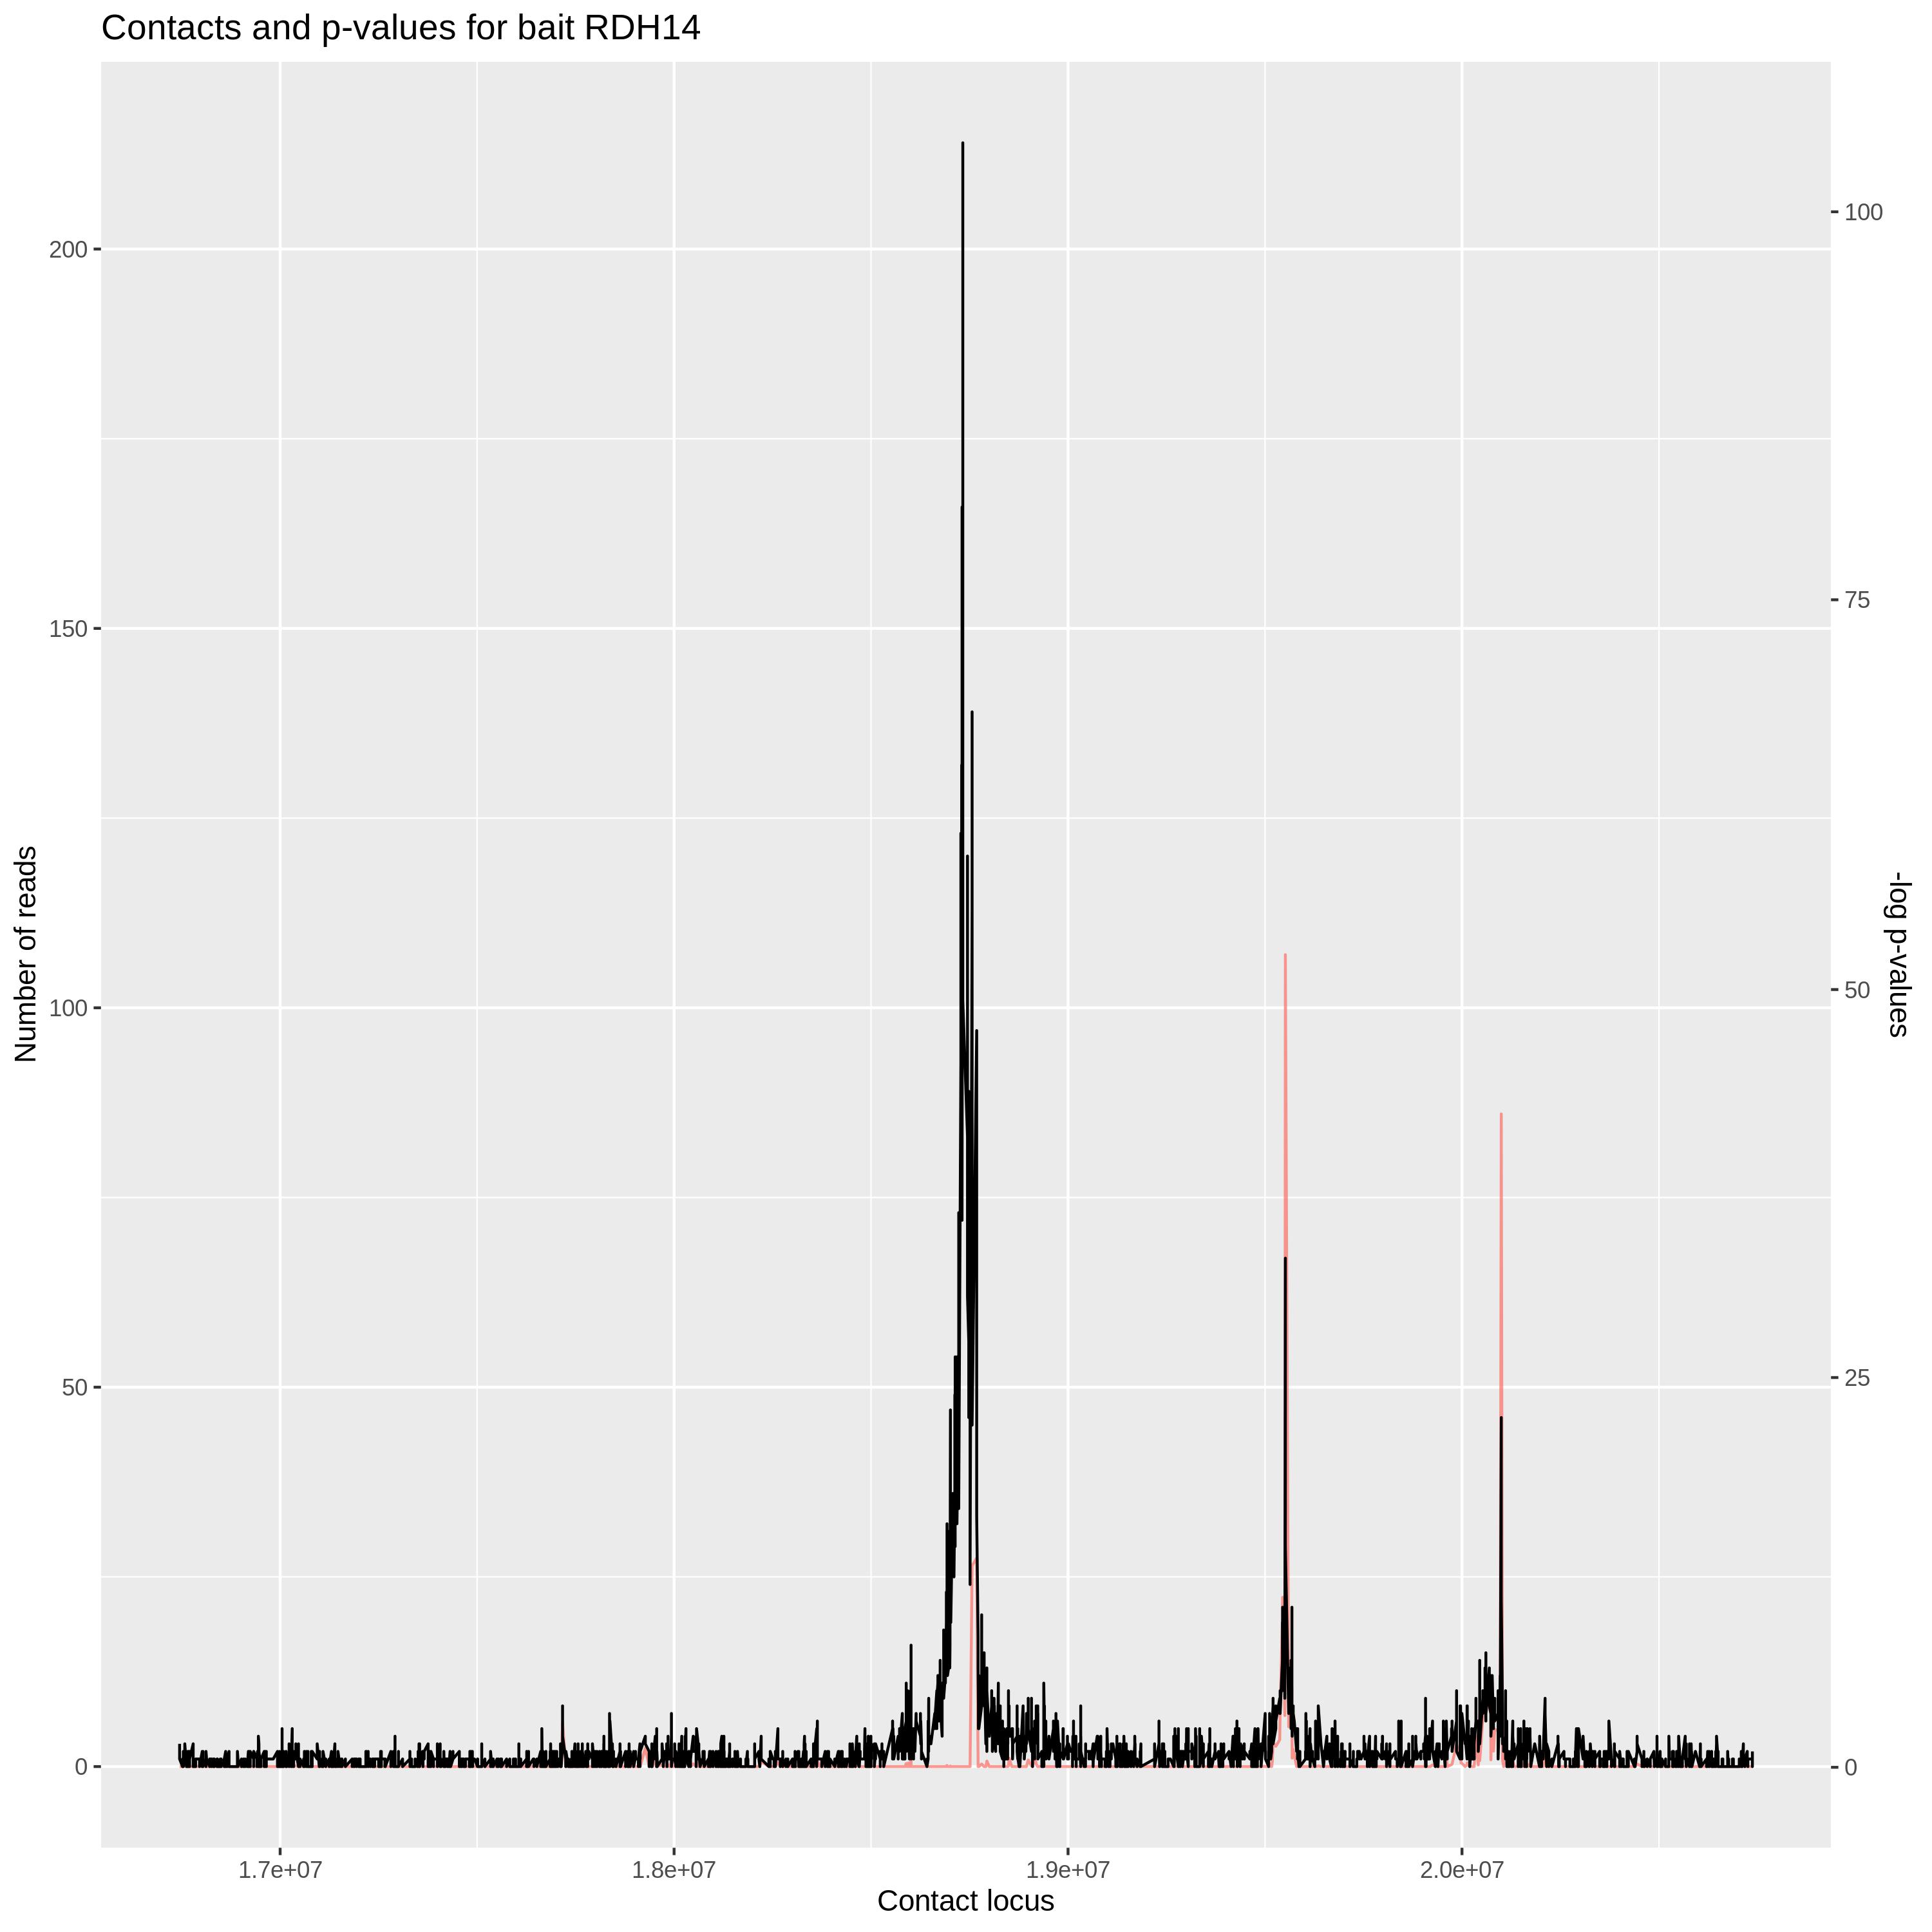 Contacts and p-values for bait RDH14
200
150
100
50
0
Number of reads
100
75
50
25
0
-log p-values
1.7e+07
1.8e+07
1.9e+07
2.0e+07
Contact locus